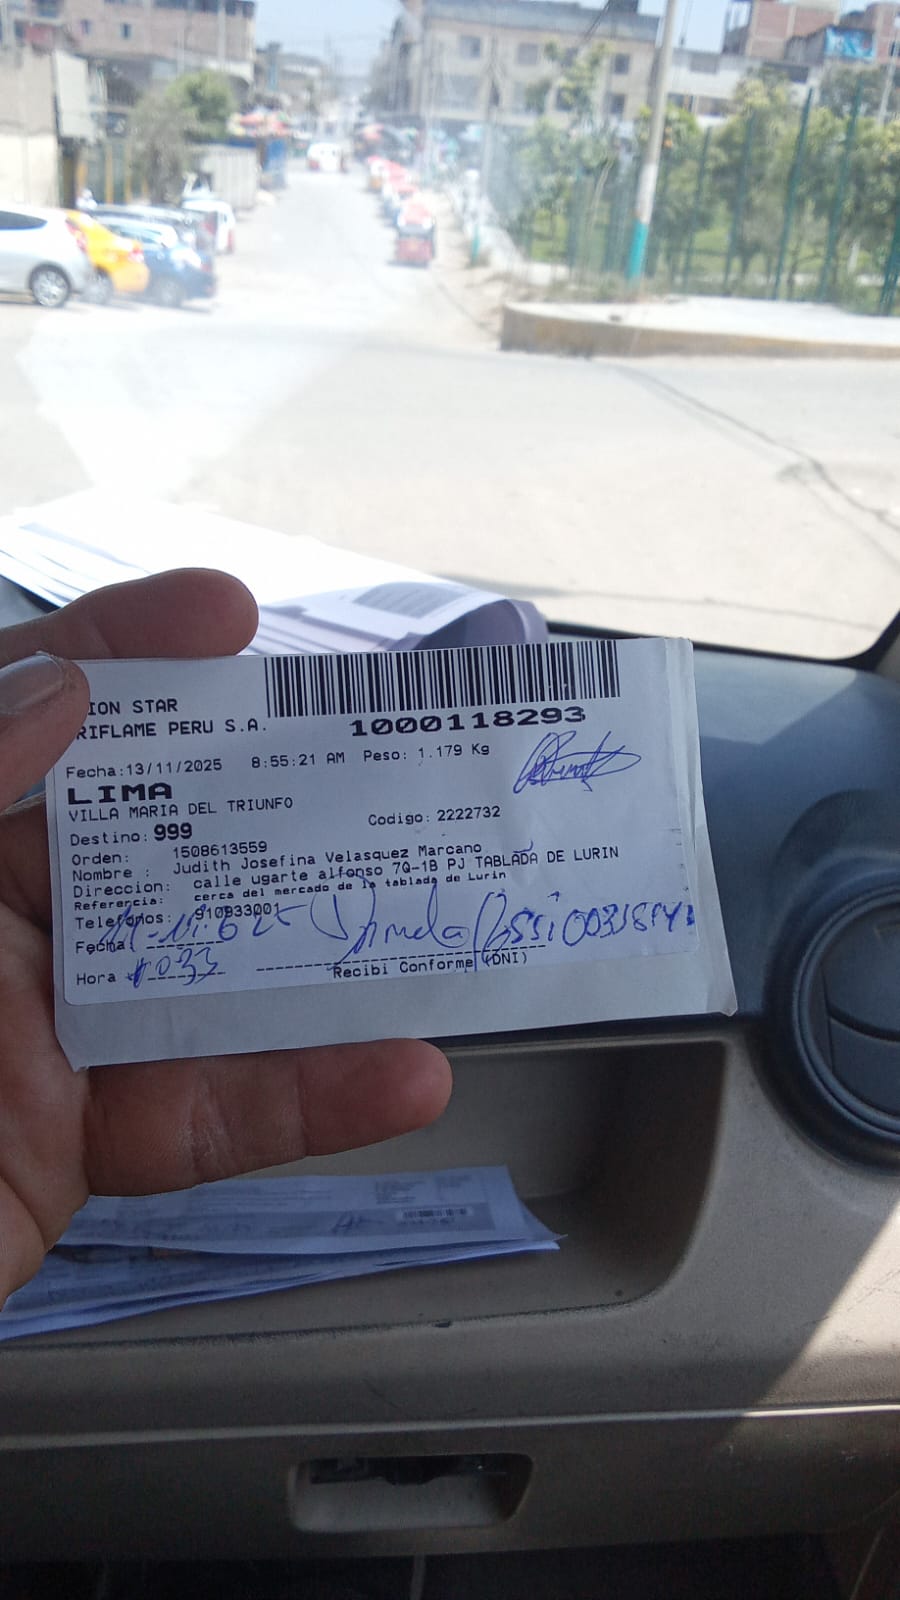 ION STAR
RIFLAME PERU S.A.
1000118293
Fecha:13/11/2025 8:55:21 AM Peso: 1.179 Kg
LIMA
VILLA MARIA DEL TRIUNFO
Destino: 999 Codigo: 2222732
Orden: 1508613559
Nombre : Judith Josefina Velasquez Marcano
Direccion: calle ugarte alfonso 7Q-1B PJ TABLADA DE LURIN
Referencia: cerca del mercado de la tablada de Lurin
Telefonos: 910933001
Fecha
Hora 1033
Recibi Conforme (DNI)